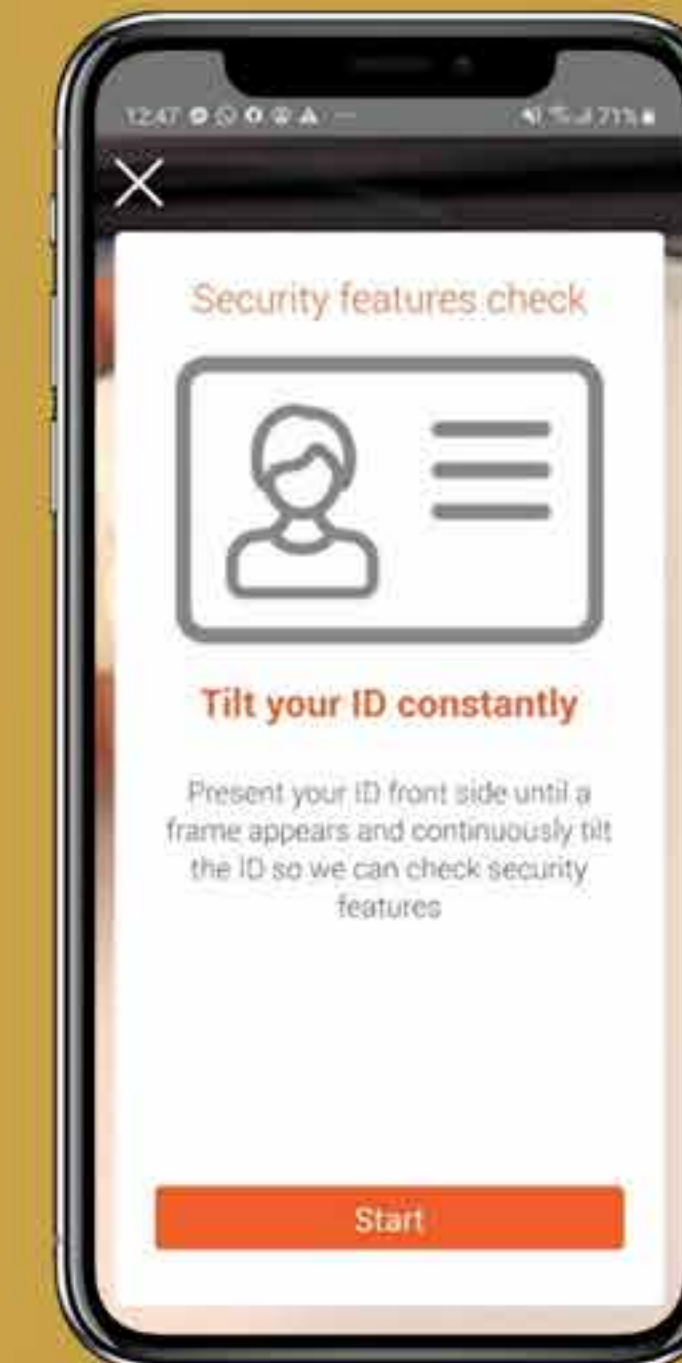 12:47
71%
Security features check
Tilt your ID constantly
Present your ID front side until a
frame appears and continuously tilt
the ID so we can check security
features
Start